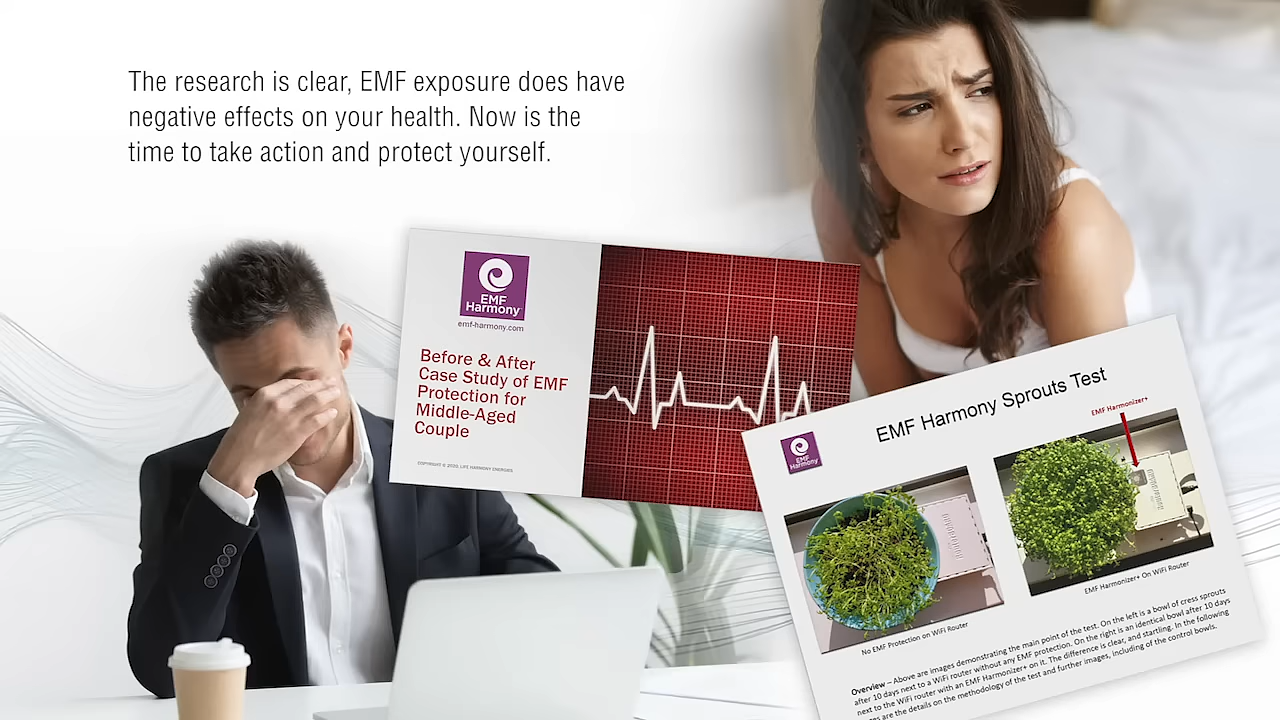 The research is clear, EMF exposure does have
negative effects on your health. Now is the
time to take action and protect yourself.
EMF
Harmony
emf-harmony.com
Before & After
Case Study of EMF
Protection for
Middle-Aged
Couple
COPYRIGHT © 2020, LIFE HARMONY ENERGIES
EMF
Harmony
EMF Harmony Sprouts Test
EMF Harmonizer+
No EMF Protection on WiFi Router
EMF Harmonizer+ On WiFi Router
Overview – Above are images demonstrating the main point of the test. On the left is a bowl of cress sprouts
after 10 days next to a WiFi router without any EMF protection. On the right is an identical bowl after 10 days
next to the WiFi router with an EMF Harmonizer+ on it. The difference is clear, and startling. In the following
are the details on the methodology of the test and further images, including of the control bowls.